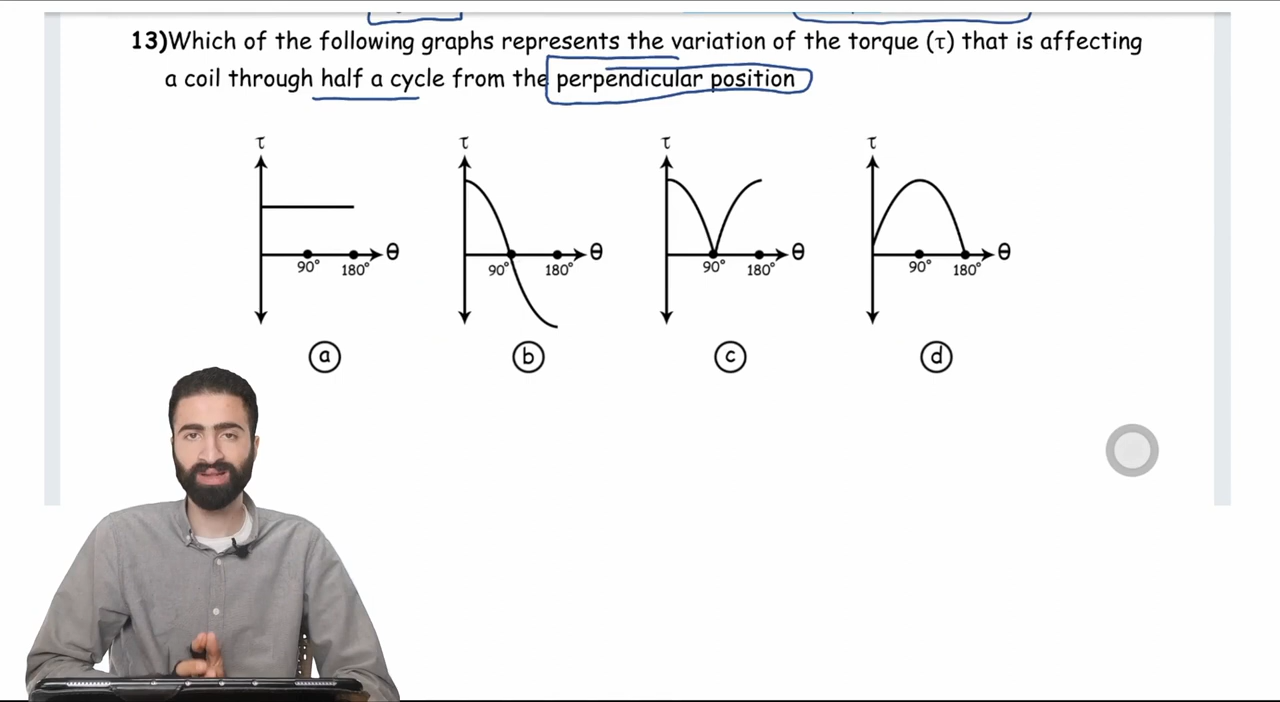 13)Which of the following graphs represents the variation of the torque (τ) that is affecting
a coil through half a cycle from the perpendicular position
τ τ τ τ
θ θ θ θ
90° 180° 90° 180° 90° 180° 90° 180°
a b c d